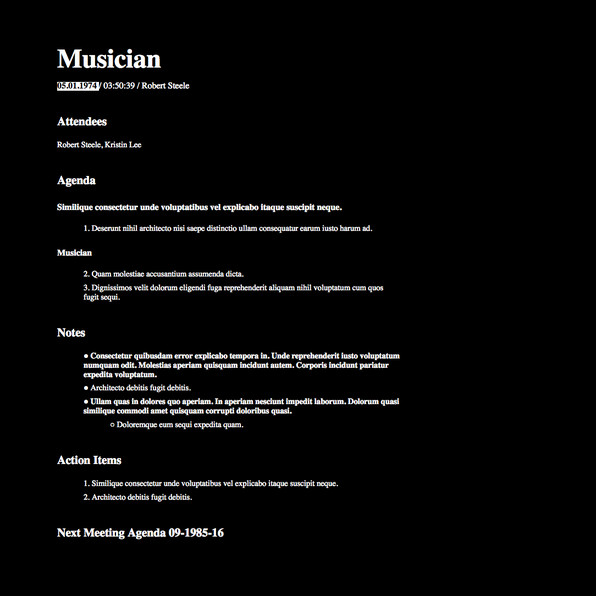 Musician
05.01.1974 / 03:50:39 / Robert Steele
Attendees
Robert Steele, Kristin Lee
Agenda
Similique consectetur unde voluptatibus vel explicabo itaque suscipit neque.
1. Deserunt nihil architecto nisi saepe distinctio ullam consequatur earum iusto harum ad.
Musician
2. Quam molestiae accusantium assumenda dicta.
3. Dignissimos velit dolorum eligendi fuga reprehenderit aliquam nihil voluptatum cum quos
fugit sequi.
Notes
● Consectetur quibusdam error explicabo tempora in. Unde reprehenderit iusto voluptatum
numquam odit. Molestias aperiam quisquam incidunt autem. Corporis incidunt pariatur
expedita voluptatum.
● Architecto debitis fugit debitis.
● Ullam quas in dolores quo aperiam. In aperiam nesciunt impedit laborum. Dolorum quasi
similique commodi amet quisquam corrupti doloribus quasi.
○ Doloremque eum sequi expedita quam.
Action Items
1. Similique consectetur unde voluptatibus vel explicabo itaque suscipit neque.
2. Architecto debitis fugit debitis.
Next Meeting Agenda 09-1985-16